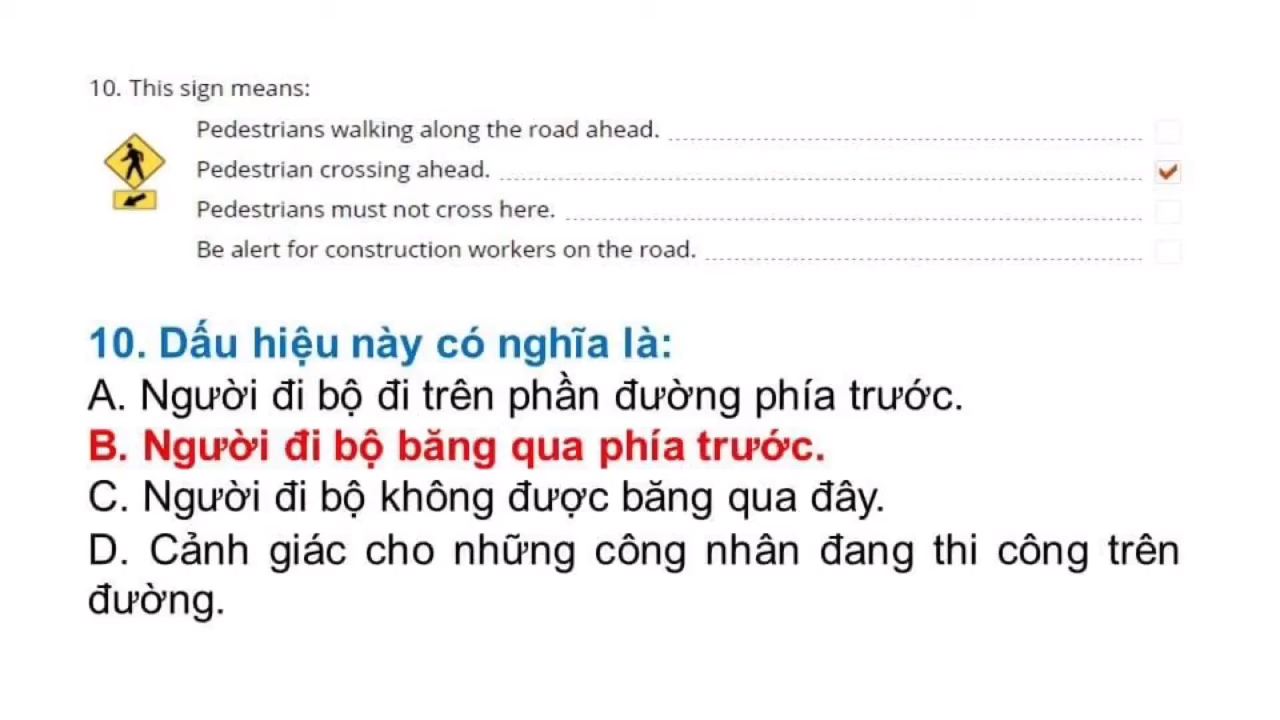 10. This sign means:
Pedestrians walking along the road ahead.
Pedestrian crossing ahead.
Pedestrians must not cross here.
Be alert for construction workers on the road.
10. Dấu hiệu này có nghĩa là:
A. Người đi bộ đi trên phần đường phía trước.
B. Người đi bộ băng qua phía trước.
C. Người đi bộ không được băng qua đây.
D. Cảnh giác cho những công nhân đang thi công trên
đường.